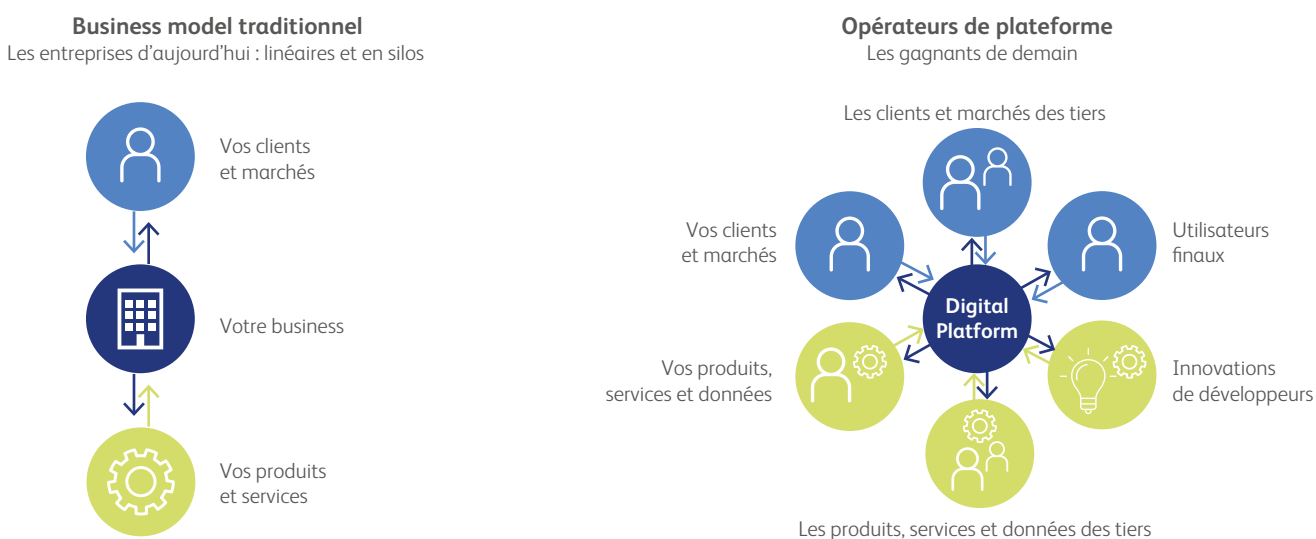 Business model traditionnel
Les entreprises d'aujourd'hui : linéaires et en silos
Vos clients
et marchés
Votre business
Vos produits
et services
Opérateurs de plateforme
Les gagnants de demain
Les clients et marchés des tiers
Vos clients
et marchés
Utilisateurs
finaux
Digital
Platform
Vos produits,
services et données
Innovations
de développeurs
Les produits, services et données des tiers